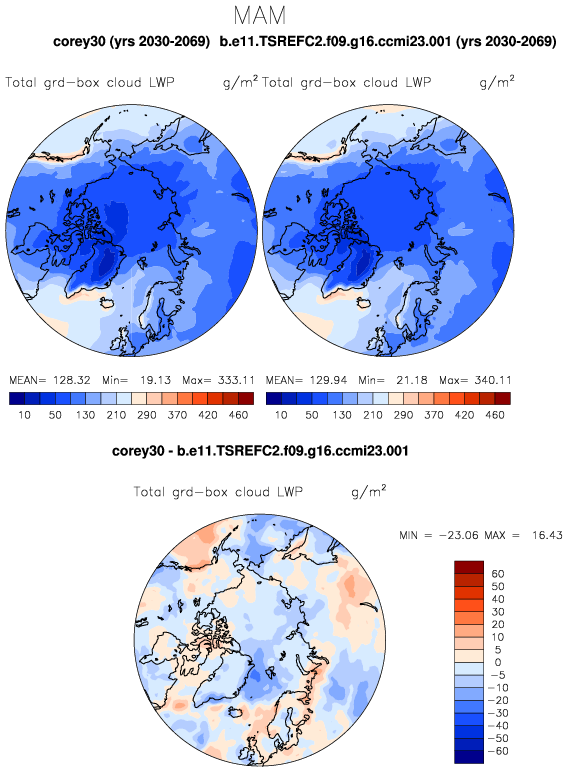 MAM
corey30 (yrs 2030-2069) b.e11.TSREFC2.f09.g16.ccmi23.001 (yrs 2030-2069)
Total grd-box cloud LWP g/m² Total grd-box cloud LWP g/m²
MEAN= 128.32 Min= 19.13 Max= 333.11 MEAN= 129.94 Min= 21.18 Max= 340.11
10 50 130 210 290 370 420 460 10 50 130 210 290 370 420 460
corey30 - b.e11.TSREFC2.f09.g16.ccmi23.001
Total grd-box cloud LWP g/m²
MIN = -23.06 MAX = 16.43
60
50
40
30
20
10
5
0
-5
-10
-20
-30
-40
-50
-60